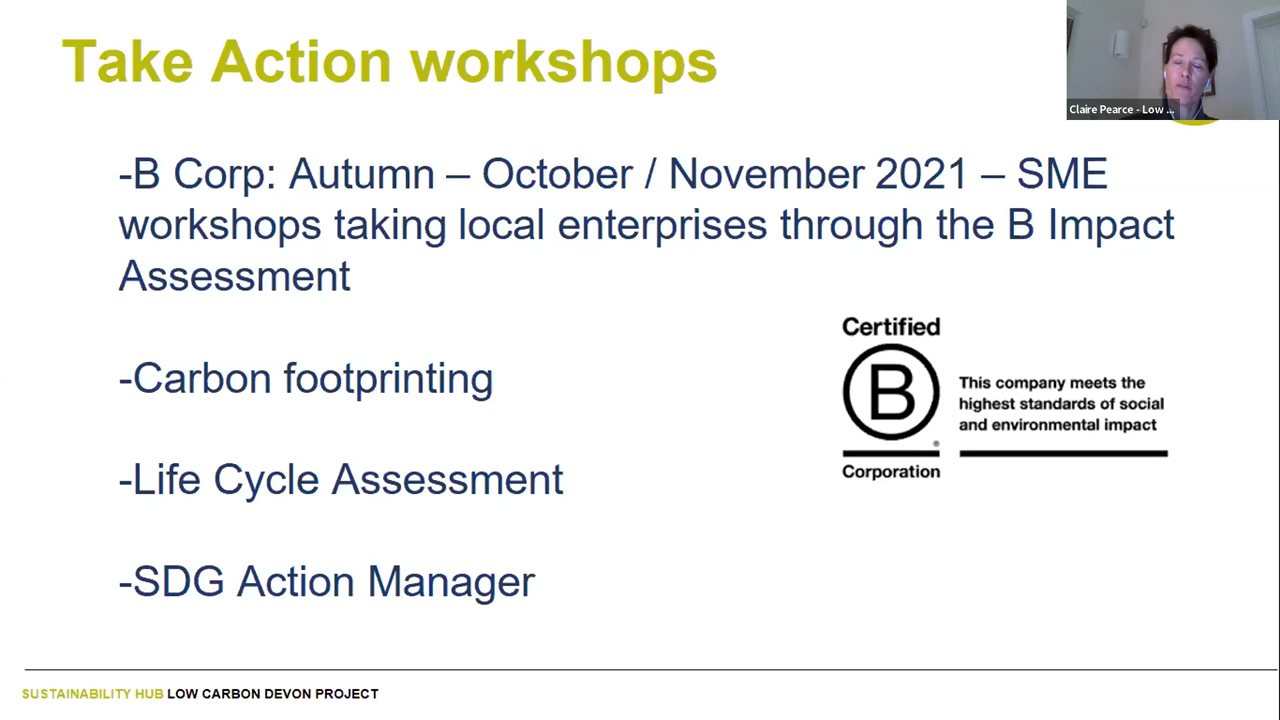 Take Action workshops
Claire Pearce - Low ...
-B Corp: Autumn – October / November 2021 – SME
workshops taking local enterprises through the B Impact
Assessment
-Carbon footprinting
-Life Cycle Assessment
-SDG Action Manager
Certified
B
®
Corporation
This company meets the
highest standards of social
and environmental impact
SUSTAINABILITY HUB LOW CARBON DEVON PROJECT